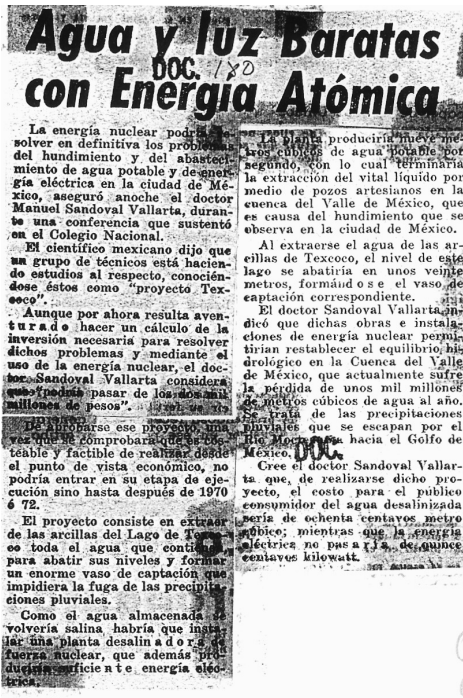 Agua y luz Baratas
con Energía Atómica
DOC. 180
La energía nuclear podría re-
solver en definitiva los problemas
del hundimiento y del abasteci-
miento de agua potable y de ener-
gía eléctrica en la ciudad de Mé-
xico, aseguró anoche el doctor
Manuel Sandoval Vallarta, duran-
te una conferencia que sustentó
en el Colegio Nacional.
El científico mexicano dijo que
un grupo de técnicos está hacien-
do estudios al respecto, conocién-
dose éstos como "proyecto Tex-
coco".
Aunque por ahora resulta aven-
turado hacer un cálculo de la
inversión necesaria para resolver
dichos problemas y mediante el
uso de la energía nuclear, el doc-
tor Sandoval Vallarta considera
que "podría pasar de los dos mil
millones de pesos".
De aprobarse ese proyecto, una
vez que se comprobara que es cos-
teable y factible de realizar desde
el punto de vista económico, no
podría entrar en su etapa de eje-
cución sino hasta después de 1970
ó 72.
El proyecto consiste en extraer
de las arcillas del Lago de Texco-
co toda el agua que contiene,
para abatir sus niveles y formar
un enorme vaso de captación que
impidiera la fuga de las precipita-
ciones pluviales.
Como el agua almacenada se
volvería salina habría que insta-
lar una planta desalinadora de
fuerza nuclear, que además pro-
duciría suficiente energía eléc-
trica.
La planta produciría nueve me-
tros cúbicos de agua potable por
segundo, con lo cual terminaría
la extracción del vital líquido por
medio de pozos artesianos en la
cuenca del Valle de México, que
es causa del hundimiento que se
observa en la ciudad de México.
Al extraerse el agua de las ar-
cillas de Texcoco, el nivel de este
lago se abatiría en unos veinte
metros, formándose el vaso de
captación correspondiente.
El doctor Sandoval Vallarta in-
dicó que dichas obras e instala-
ciones de energía nuclear permi-
tirían restablecer el equilibrio hi-
drológico en la Cuenca del Valle
de México, que actualmente sufre
la pérdida de unos mil millones
de metros cúbicos de agua al año.
Se trata de las precipitaciones
pluviales que se escapan por el
Río hacia el Golfo de
México.
DOC.
Cree el doctor Sandoval Vallar-
ta que, de realizarse dicho pro-
yecto, el costo para el público
consumidor del agua desalinizada
sería de ochenta centavos metro
cúbico; mientras que la energía
eléctrica no pasaría de quince
centavos kilowatt.